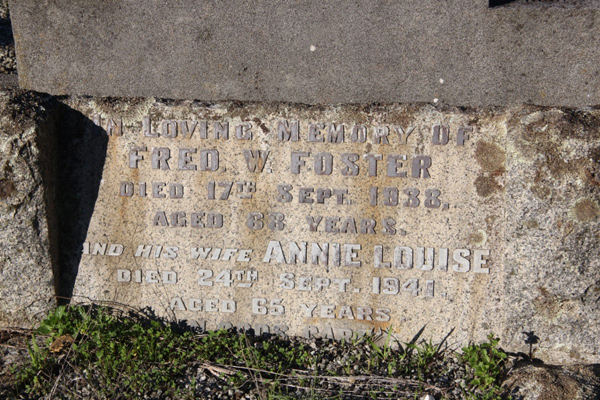 IN LOVING MEMORY OF
FRED. W. FOSTER
DIED 17TH SEPT. 1938,
AGED 68 YEARS.
AND HIS WIFE ANNIE LOUISE
DIED 24TH SEPT. 1941,
AGED 65 YEARS